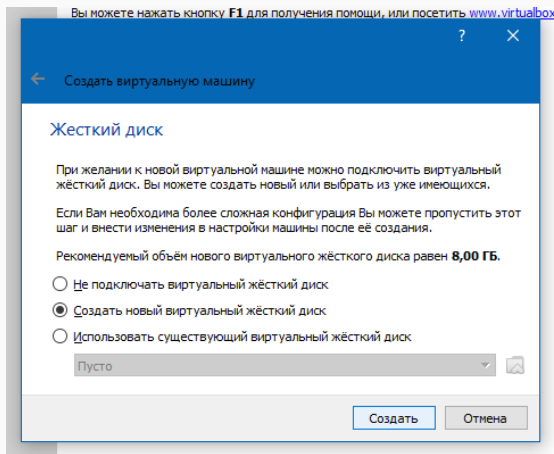 Вы можете нажать кнопку F1 для получения помощи, или посетить www.virtualbox
?
Создать виртуальную машину
Жесткий диск
При желании к новой виртуальной машине можно подключить виртуальный
жёсткий диск. Вы можете создать новый или выбрать из уже имеющихся.
Если Вам необходима более сложная конфигурация Вы можете пропустить этот
шаг и внести изменения в настройки машины после её создания.
Рекомендуемый объём нового виртуального жёсткого диска равен 8,00 ГБ.
Не подключать виртуальный жёсткий диск
Создать новый виртуальный жёсткий диск
Использовать существующий виртуальный жёсткий диск
Пусто
Создать Отмена